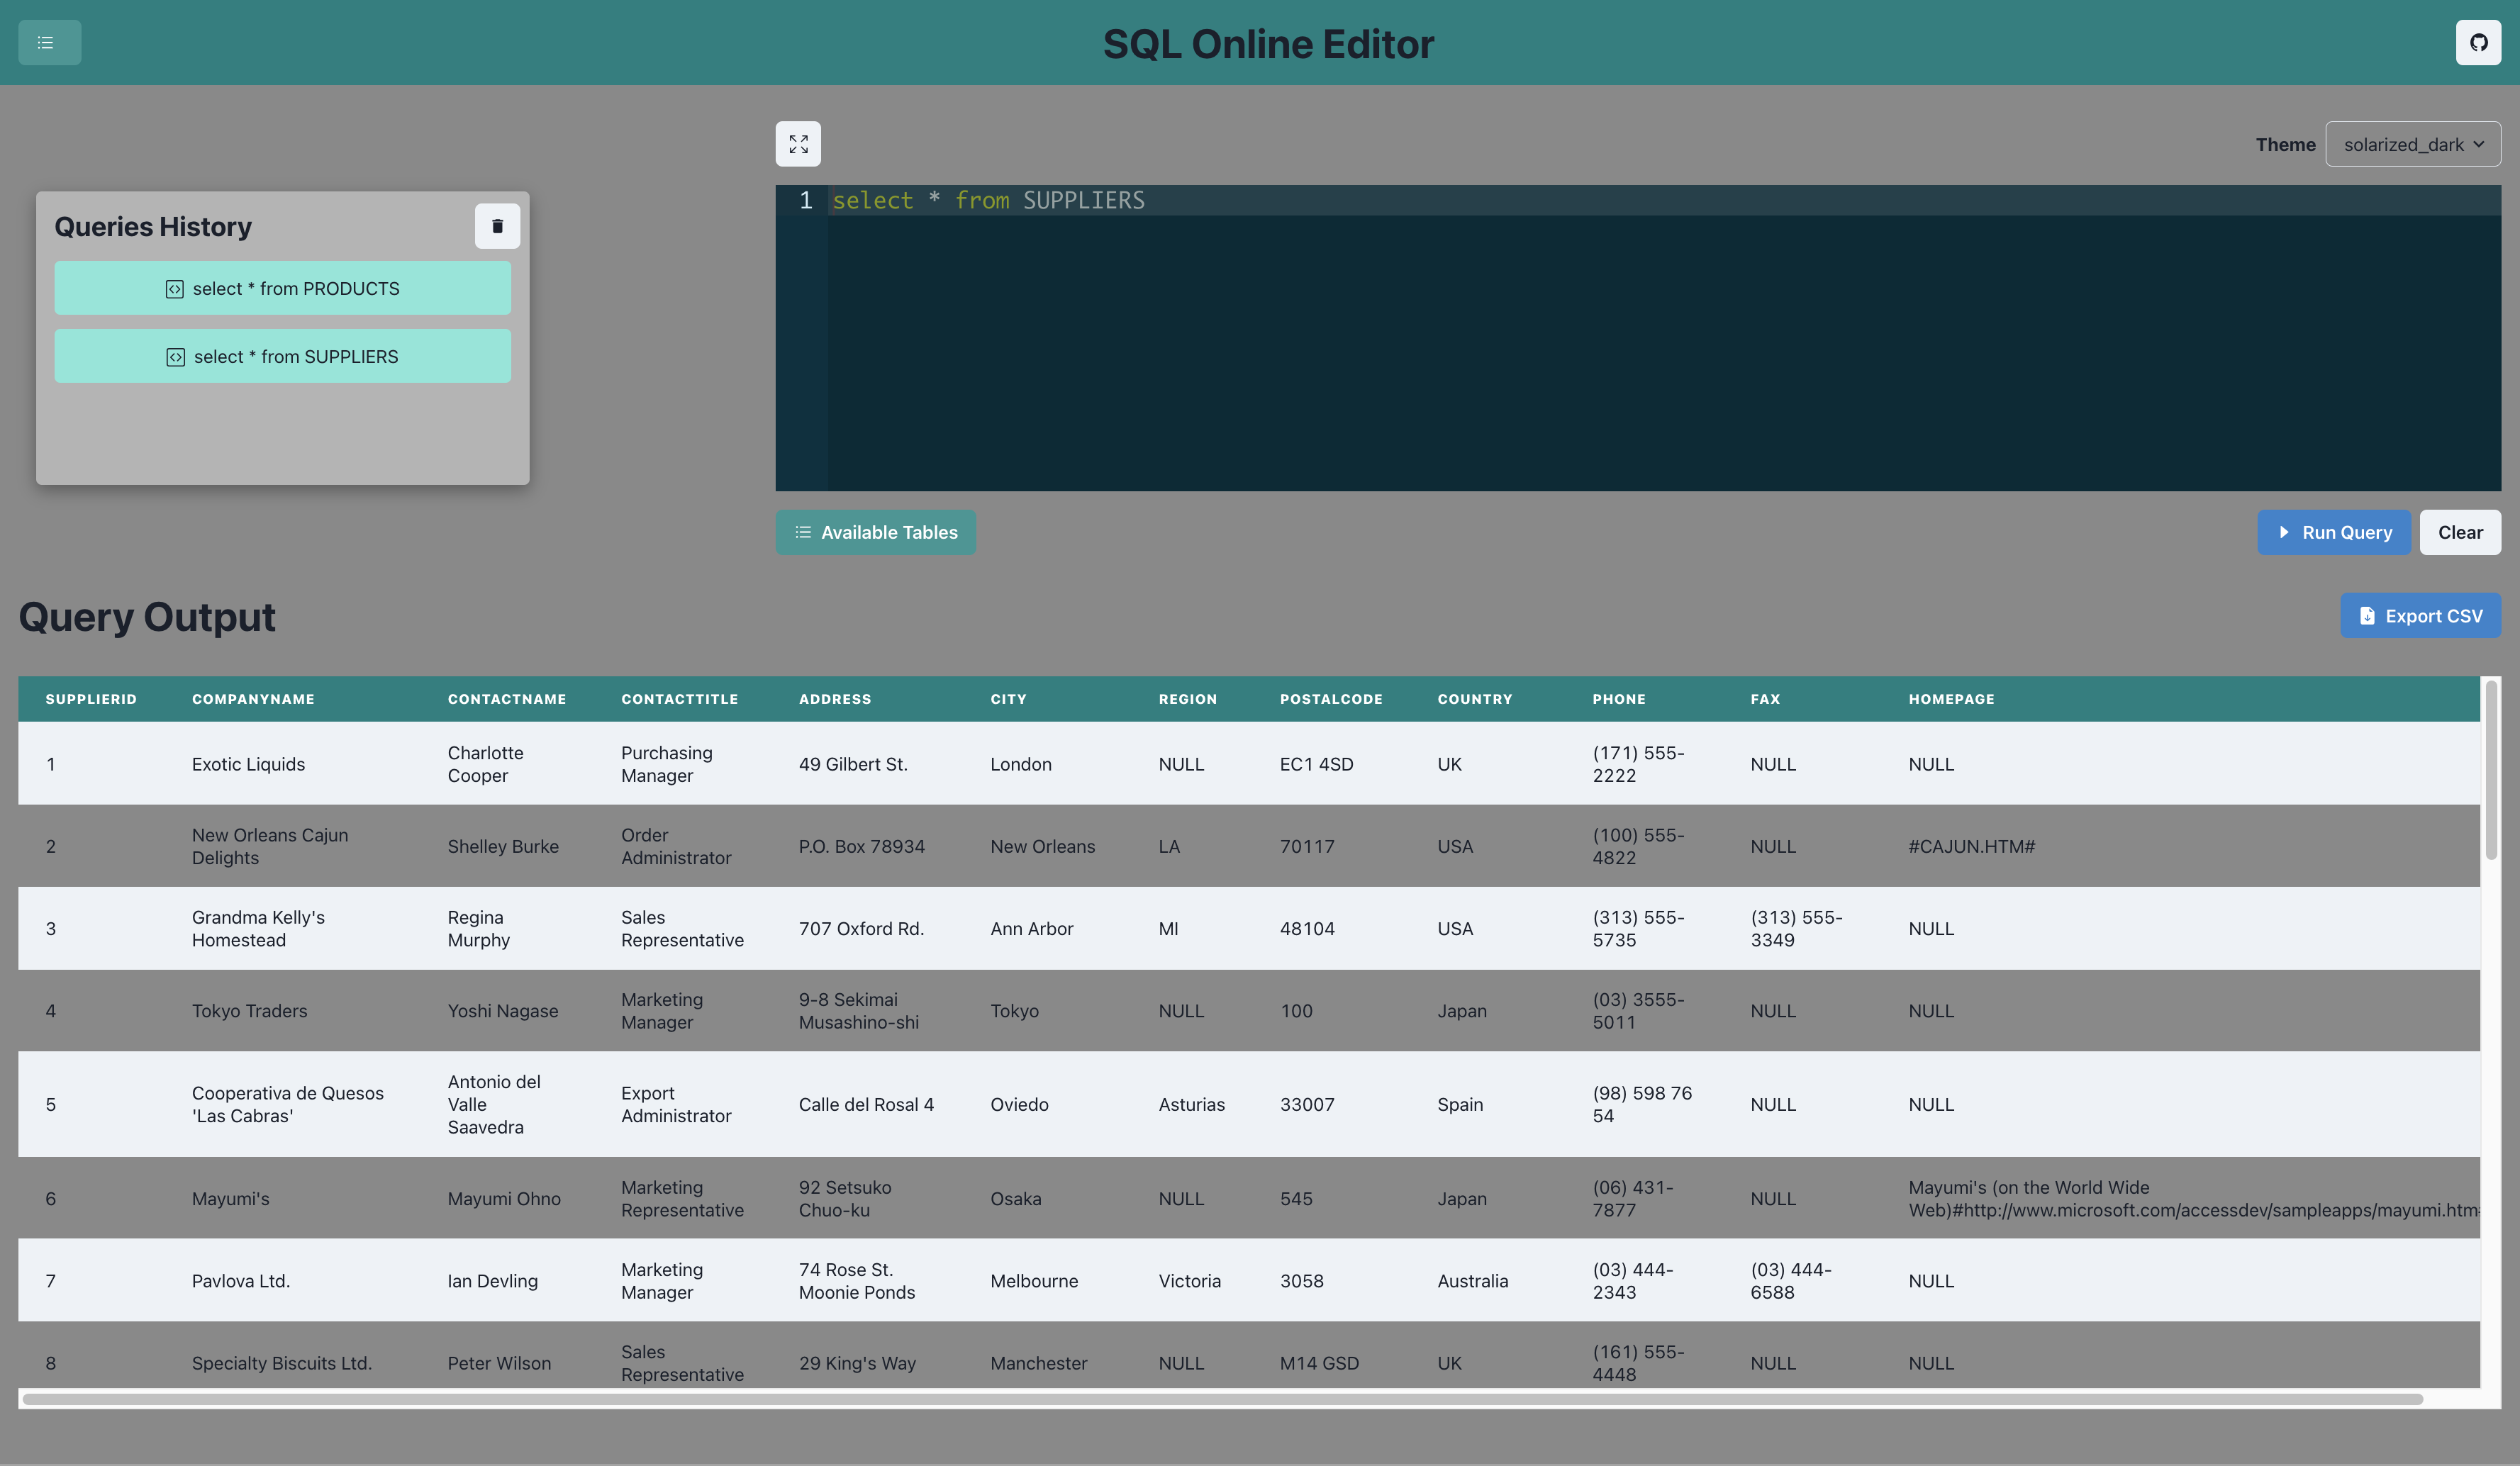 SQL Online Editor
Theme
solarized_dark
Queries History
select * from PRODUCTS
select * from SUPPLIERS
1 select * from SUPPLIERS
Available Tables
Run Query
Clear
Query Output
Export CSV
SUPPLIERID COMPANYNAME CONTACTNAME CONTACTTITLE ADDRESS CITY REGION POSTALCODE COUNTRY PHONE FAX HOMEPAGE
1 Exotic Liquids Charlotte Cooper Purchasing Manager 49 Gilbert St. London NULL EC1 4SD UK (171) 555-2222 NULL NULL
2 New Orleans Cajun Delights Shelley Burke Order Administrator P.O. Box 78934 New Orleans LA 70117 USA (100) 555-4822 NULL #CAJUN.HTM#
3 Grandma Kelly's Homestead Regina Murphy Sales Representative 707 Oxford Rd. Ann Arbor MI 48104 USA (313) 555-5735 (313) 555-3349 NULL
4 Tokyo Traders Yoshi Nagase Marketing Manager 9-8 Sekimai Musashino-shi Tokyo NULL 100 Japan (03) 3555-5011 NULL NULL
5 Cooperativa de Quesos 'Las Cabras' Antonio del Valle Saavedra Export Administrator Calle del Rosal 4 Oviedo Asturias 33007 Spain (98) 598 76 54 NULL NULL
6 Mayumi's Mayumi Ohno Marketing Representative 92 Setsuko Chuo-ku Osaka NULL 545 Japan (06) 431-7877 NULL Mayumi's (on the World Wide Web)#http://www.microsoft.com/accessdev/sampleapps/mayumi.htm
7 Pavlova Ltd. Ian Devling Marketing Manager 74 Rose St. Moonie Ponds Melbourne Victoria 3058 Australia (03) 444-2343 (03) 444-6588 NULL
8 Specialty Biscuits Ltd. Peter Wilson Sales Representative 29 King's Way Manchester NULL M14 GSD UK (161) 555-4448 NULL NULL